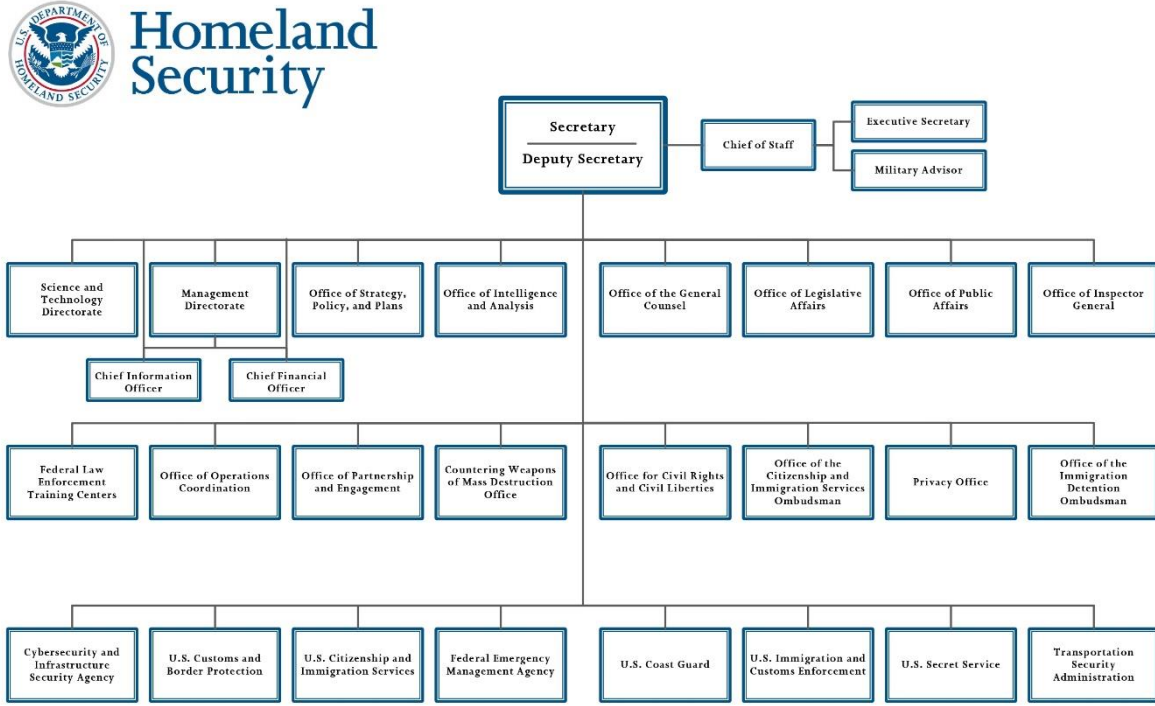 U.S. DEPARTMENT OF
HOMELAND SECURITY
Homeland
Security
Secretary
Deputy Secretary
Chief of Staff
Executive Secretary
Military Advisor
Science and
Technology
Directorate
Management
Directorate
Office of Strategy,
Policy, and Plans
Office of Intelligence
and Analysis
Office of the General
Counsel
Office of Legislative
Affairs
Office of Public
Affairs
Office of Inspector
General
Chief Information
Officer
Chief Financial
Officer
Federal Law
Enforcement
Training Centers
Office of Operations
Coordination
Office of Partnership
and Engagement
Countering Weapons
of Mass Destruction
Office
Office for Civil Rights
and Civil Liberties
Office of the
Citizenship and
Immigration Services
Ombudsman
Privacy Office
Office of the
Immigration
Detention
Ombudsman
Cybersecurity and
Infrastructure
Security Agency
U.S. Customs and
Border Protection
U.S. Citizenship and
Immigration Services
Federal Emergency
Management Agency
U.S. Coast Guard
U.S. Immigration and
Customs Enforcement
U.S. Secret Service
Transportation
Security
Administration